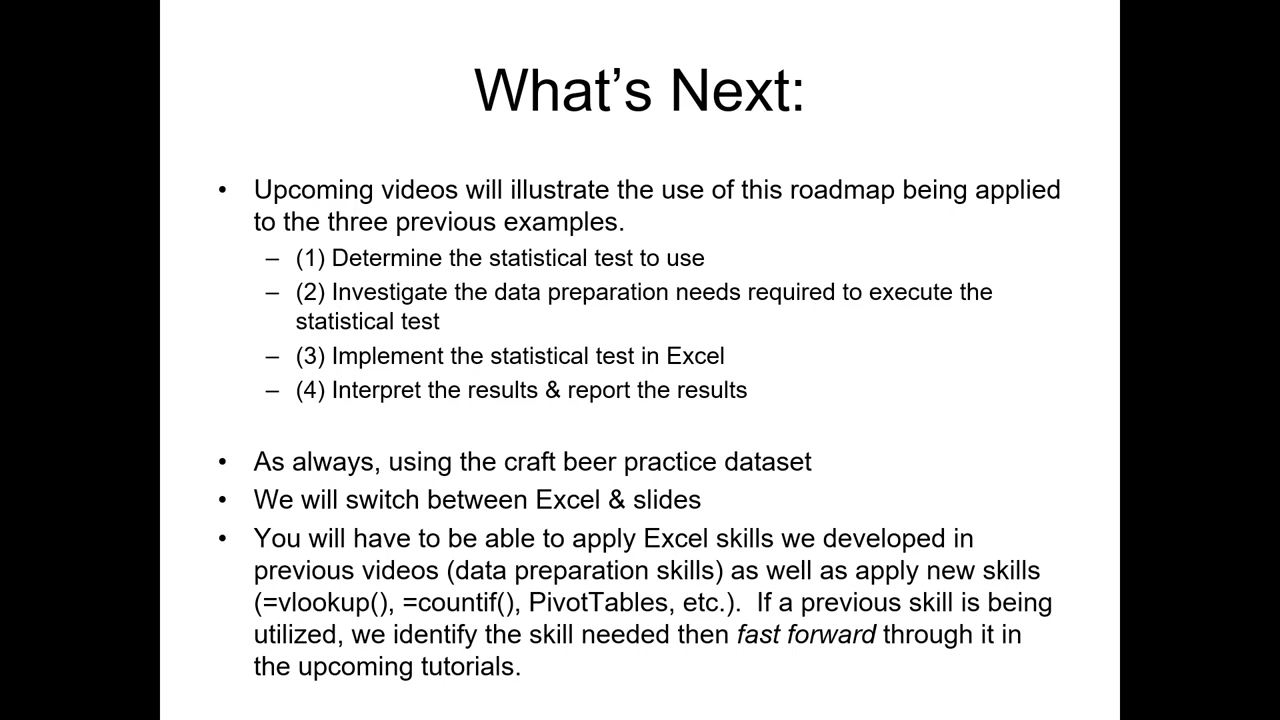 What’s Next:
• Upcoming videos will illustrate the use of this roadmap being applied
to the three previous examples.
– (1) Determine the statistical test to use
– (2) Investigate the data preparation needs required to execute the
statistical test
– (3) Implement the statistical test in Excel
– (4) Interpret the results & report the results
• As always, using the craft beer practice dataset
• We will switch between Excel & slides
• You will have to be able to apply Excel skills we developed in
previous videos (data preparation skills) as well as apply new skills
(=vlookup(), =countif(), PivotTables, etc.).  If a previous skill is being
utilized, we identify the skill needed then fast forward through it in
the upcoming tutorials.